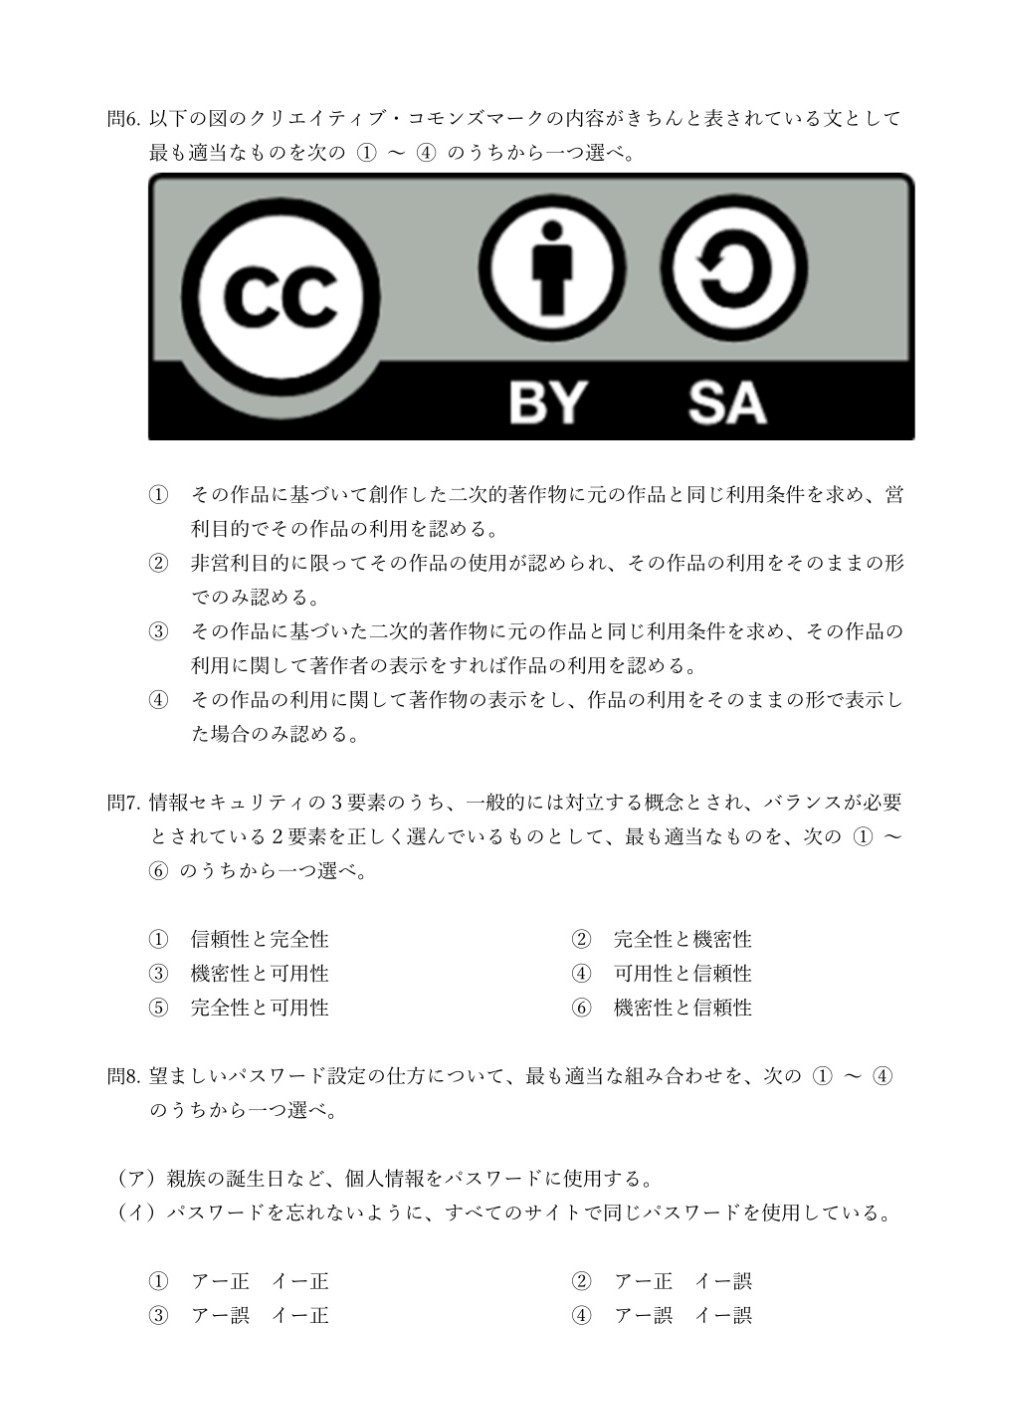 問6. 以下の図のクリエイティブ・コモンズマークの内容がきちんと表されている文として
最も適当なものを次の ① ～ ④ のうちから一つ選べ。
cc
BY SA
① その作品に基づいて創作した二次的著作物に元の作品と同じ利用条件を求め、営
利目的でその作品の利用を認める。
② 非営利目的に限ってその作品の使用が認められ、その作品の利用をそのままの形
でのみ認める。
③ その作品に基づいた二次的著作物に元の作品と同じ利用条件を求め、その作品の
利用に関して著作者の表示をすれば作品の利用を認める。
④ その作品の利用に関して著作物の表示をし、作品の利用をそのままの形で表示し
た場合のみ認める。
問7. 情報セキュリティの３要素のうち、一般的には対立する概念とされ、バランスが必要
とされている２要素を正しく選んでいるものとして、最も適当なものを、次の ① ～
⑥ のうちから一つ選べ。
① 信頼性と完全性 ② 完全性と機密性
③ 機密性と可用性 ④ 可用性と信頼性
⑤ 完全性と可用性 ⑥ 機密性と信頼性
問8. 望ましいパスワード設定の仕方について、最も適当な組み合わせを、次の ① ～ ④
のうちから一つ選べ。
（ア）親族の誕生日など、個人情報をパスワードに使用する。
（イ）パスワードを忘れないように、すべてのサイトで同じパスワードを使用している。
① アー正 イー正 ② アー正 イー誤
③ アー誤 イー正 ④ アー誤 イー誤